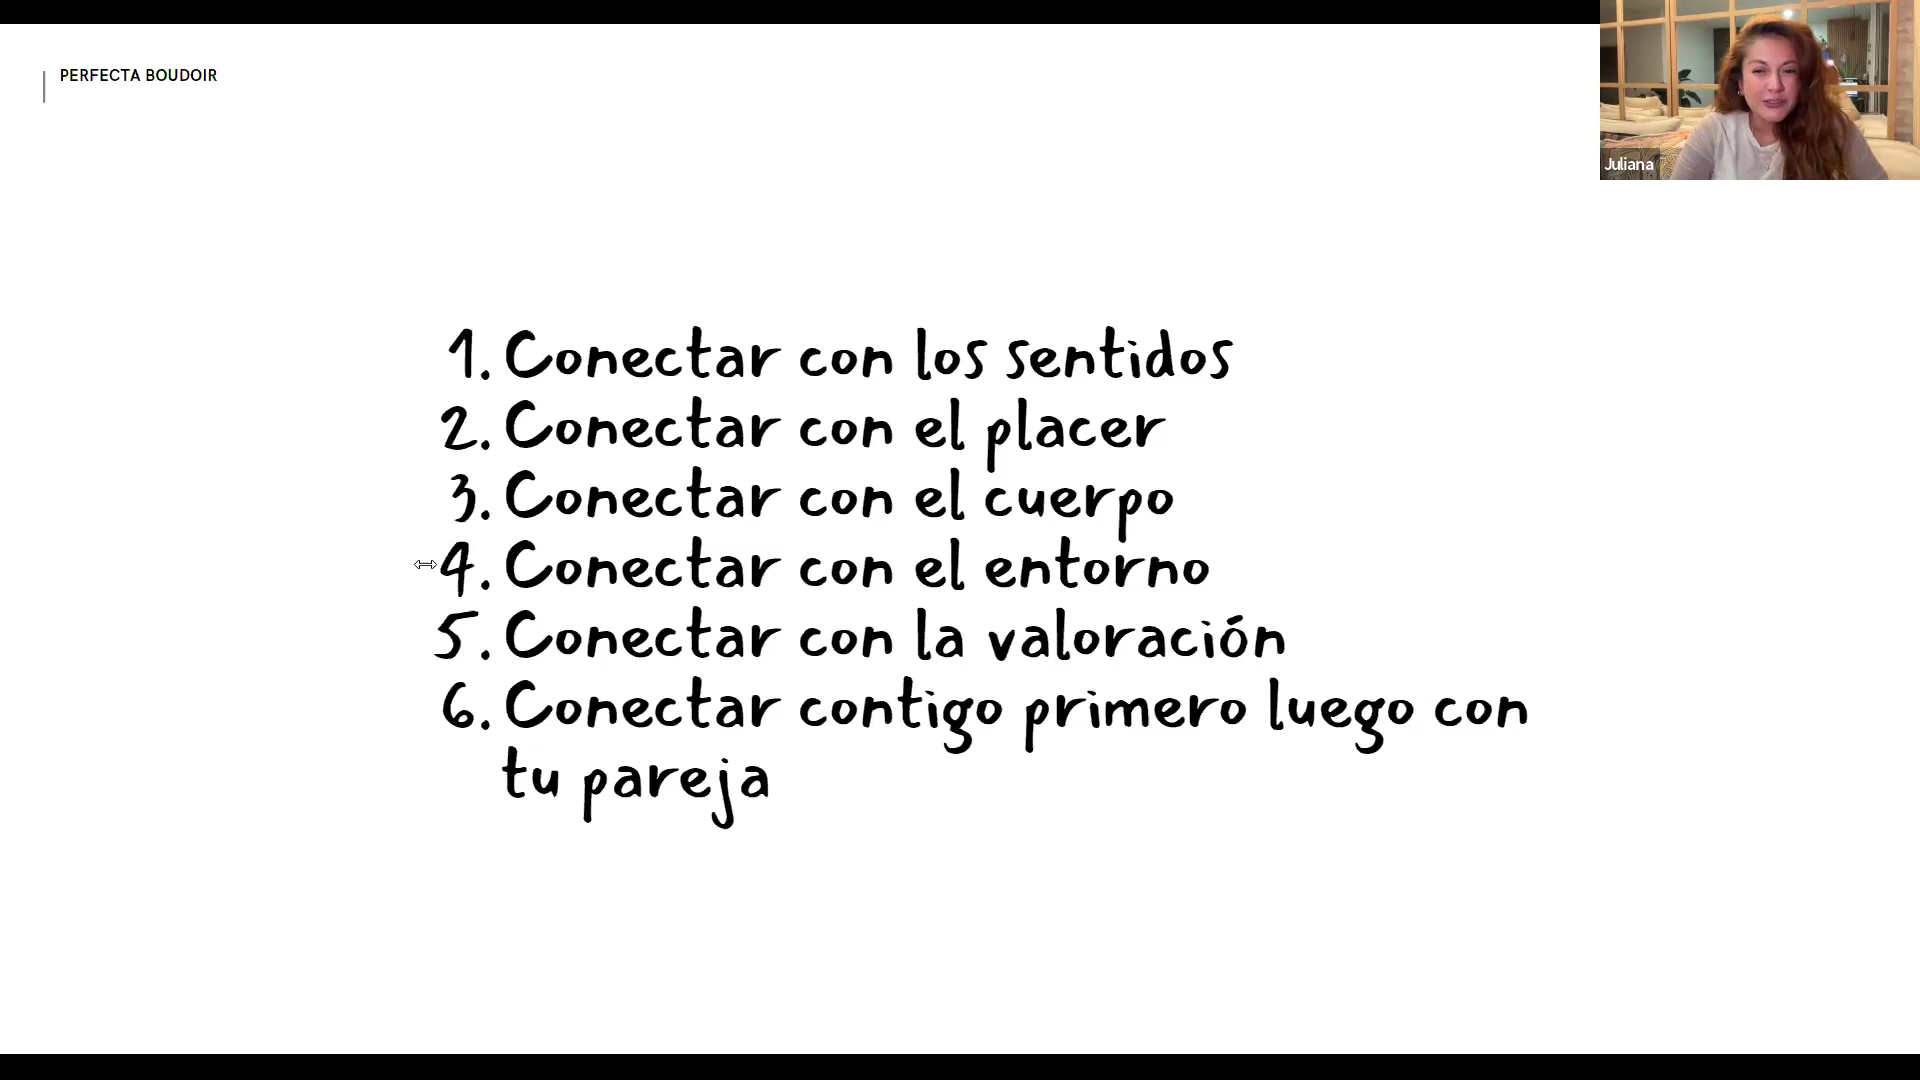 PERFECTA BOUDOIR
Juliana
1. Conectar con los sentidos
2. Conectar con el placer
3. Conectar con el cuerpo
4. Conectar con el entorno
5. Conectar con la valoración
6. Conectar contigo primero luego con
tu pareja